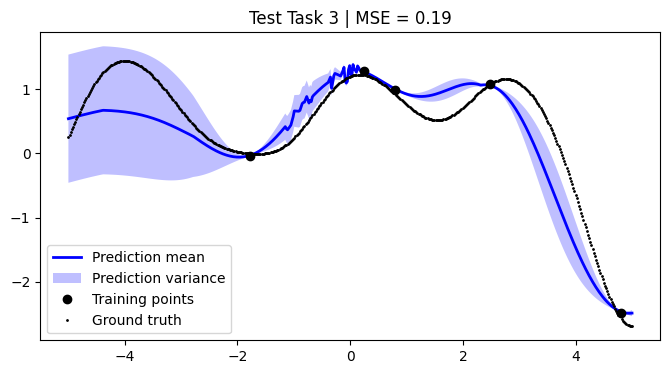 Test Task 3 | MSE = 0.19
1
0
−1
−2
Prediction mean
Prediction variance
Training points
Ground truth
−4 −2 0 2 4